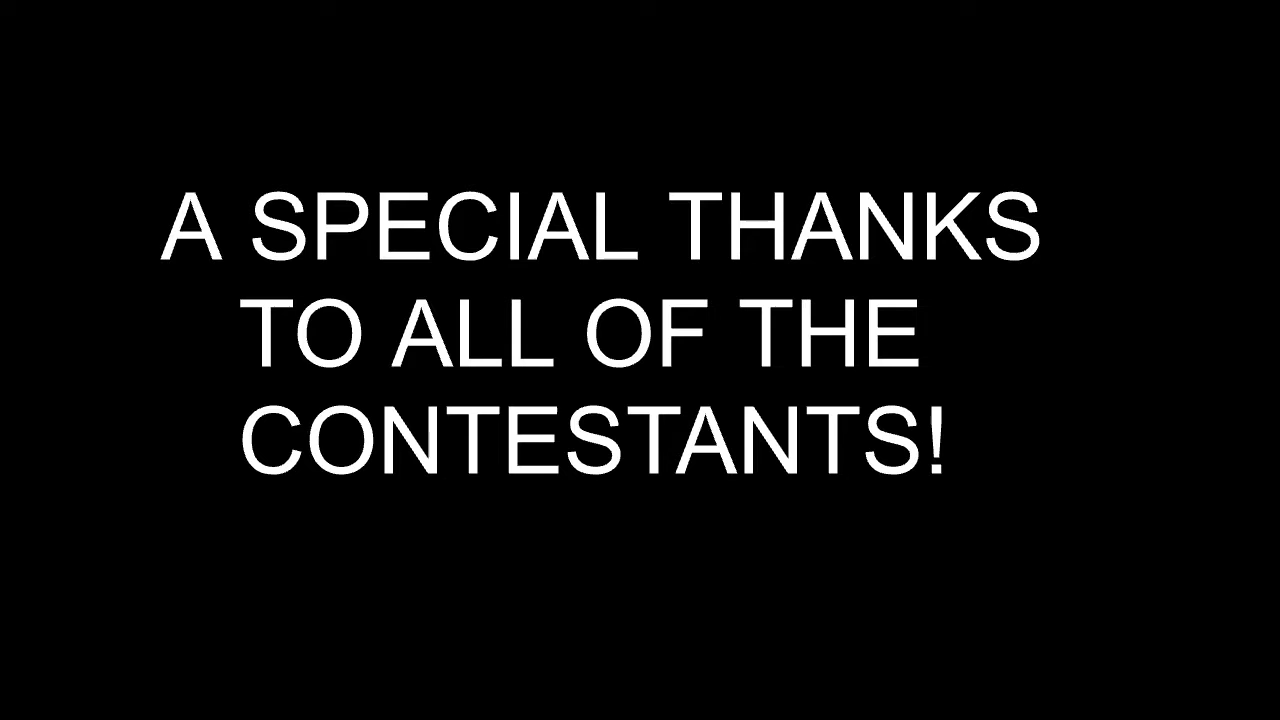 A SPECIAL THANKS
TO ALL OF THE
CONTESTANTS!